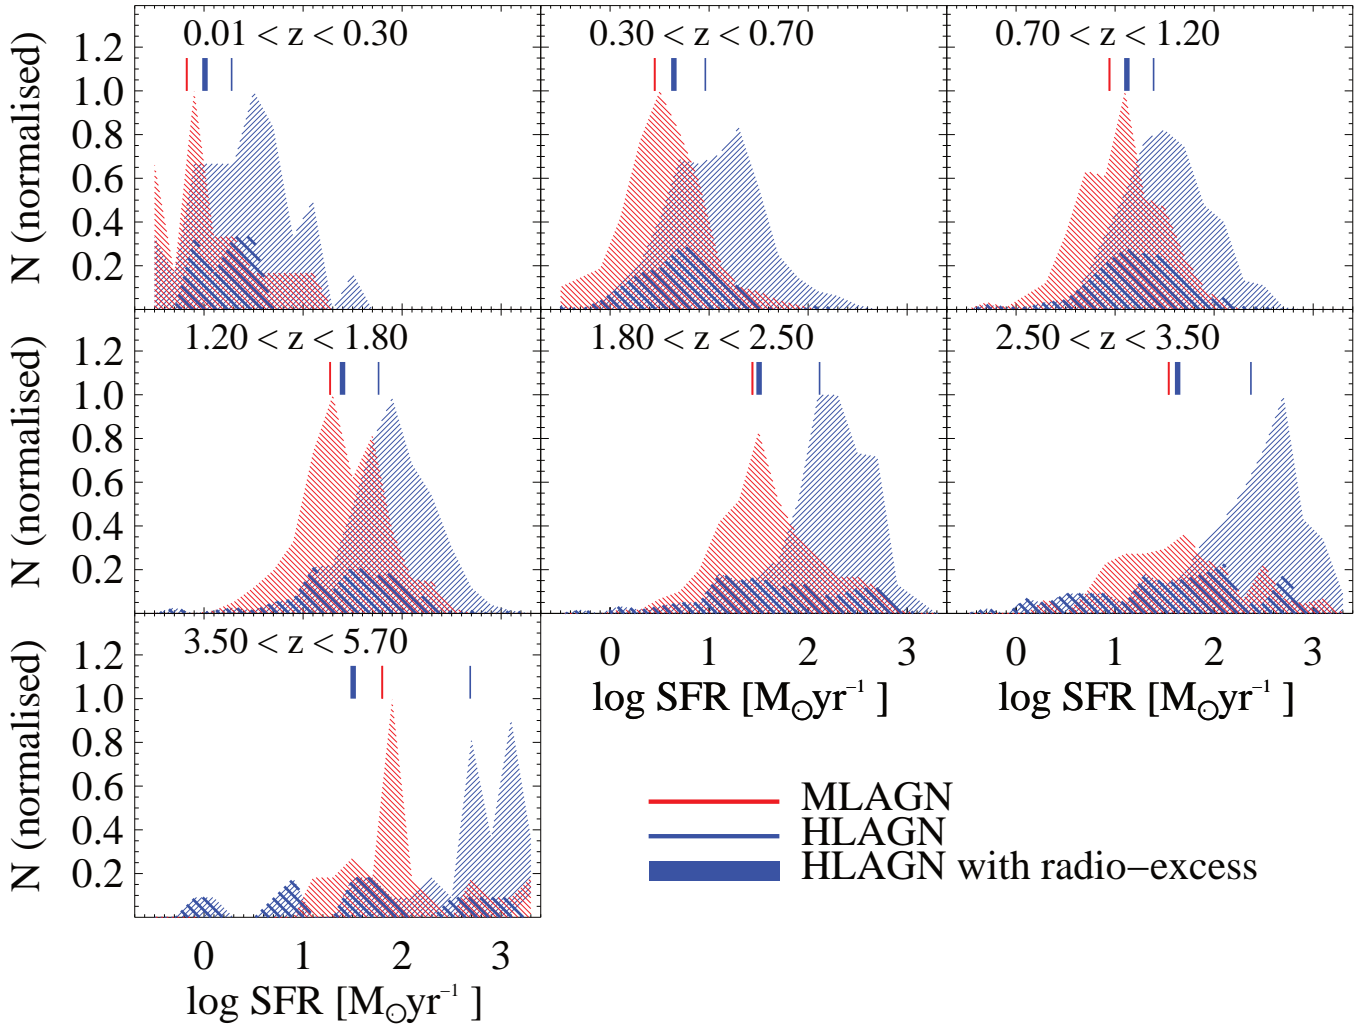 0.01 < z < 0.30
0.30 < z < 0.70
0.70 < z < 1.20
N (normalised)
1.2
1.0
0.8
0.6
0.4
0.2
1.20 < z < 1.80
1.80 < z < 2.50
2.50 < z < 3.50
N (normalised)
1.2
1.0
0.8
0.6
0.4
0.2
0 1 2 3
log SFR [M⊙yr⁻¹ ]
0 1 2 3
log SFR [M⊙yr⁻¹ ]
3.50 < z < 5.70
N (normalised)
1.2
1.0
0.8
0.6
0.4
0.2
0 1 2 3
log SFR [M⊙yr⁻¹ ]
MLAGN
HLAGN
HLAGN with radio−excess